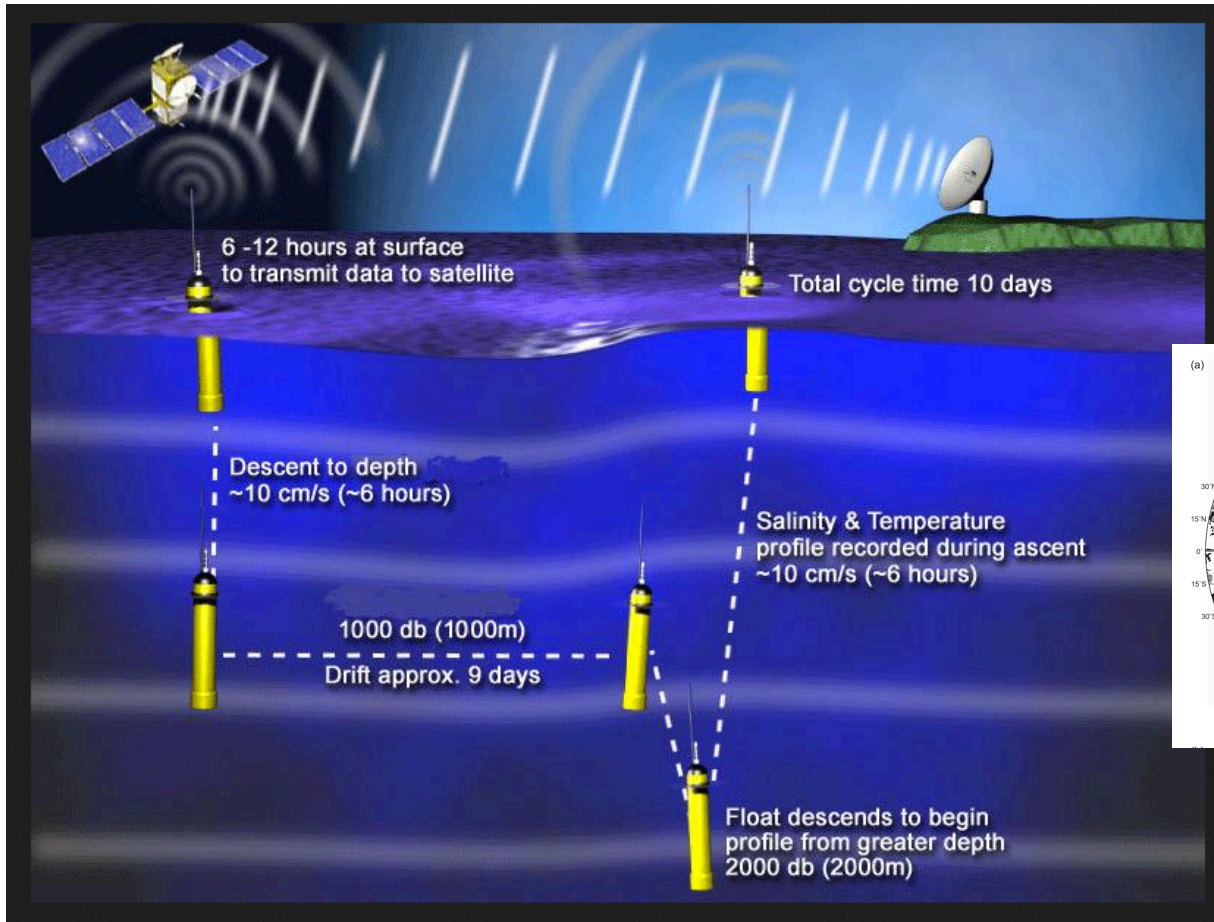 6 -12 hours at surface
to transmit data to satellite
Total cycle time 10 days
Descent to depth
~10 cm/s (~6 hours)
Salinity & Temperature
profile recorded during ascent
~10 cm/s (~6 hours)
1000 db (1000m)
Drift approx. 9 days
Float descends to begin
profile from greater depth
2000 db (2000m)
(a)
15˚N
0˚
15˚S